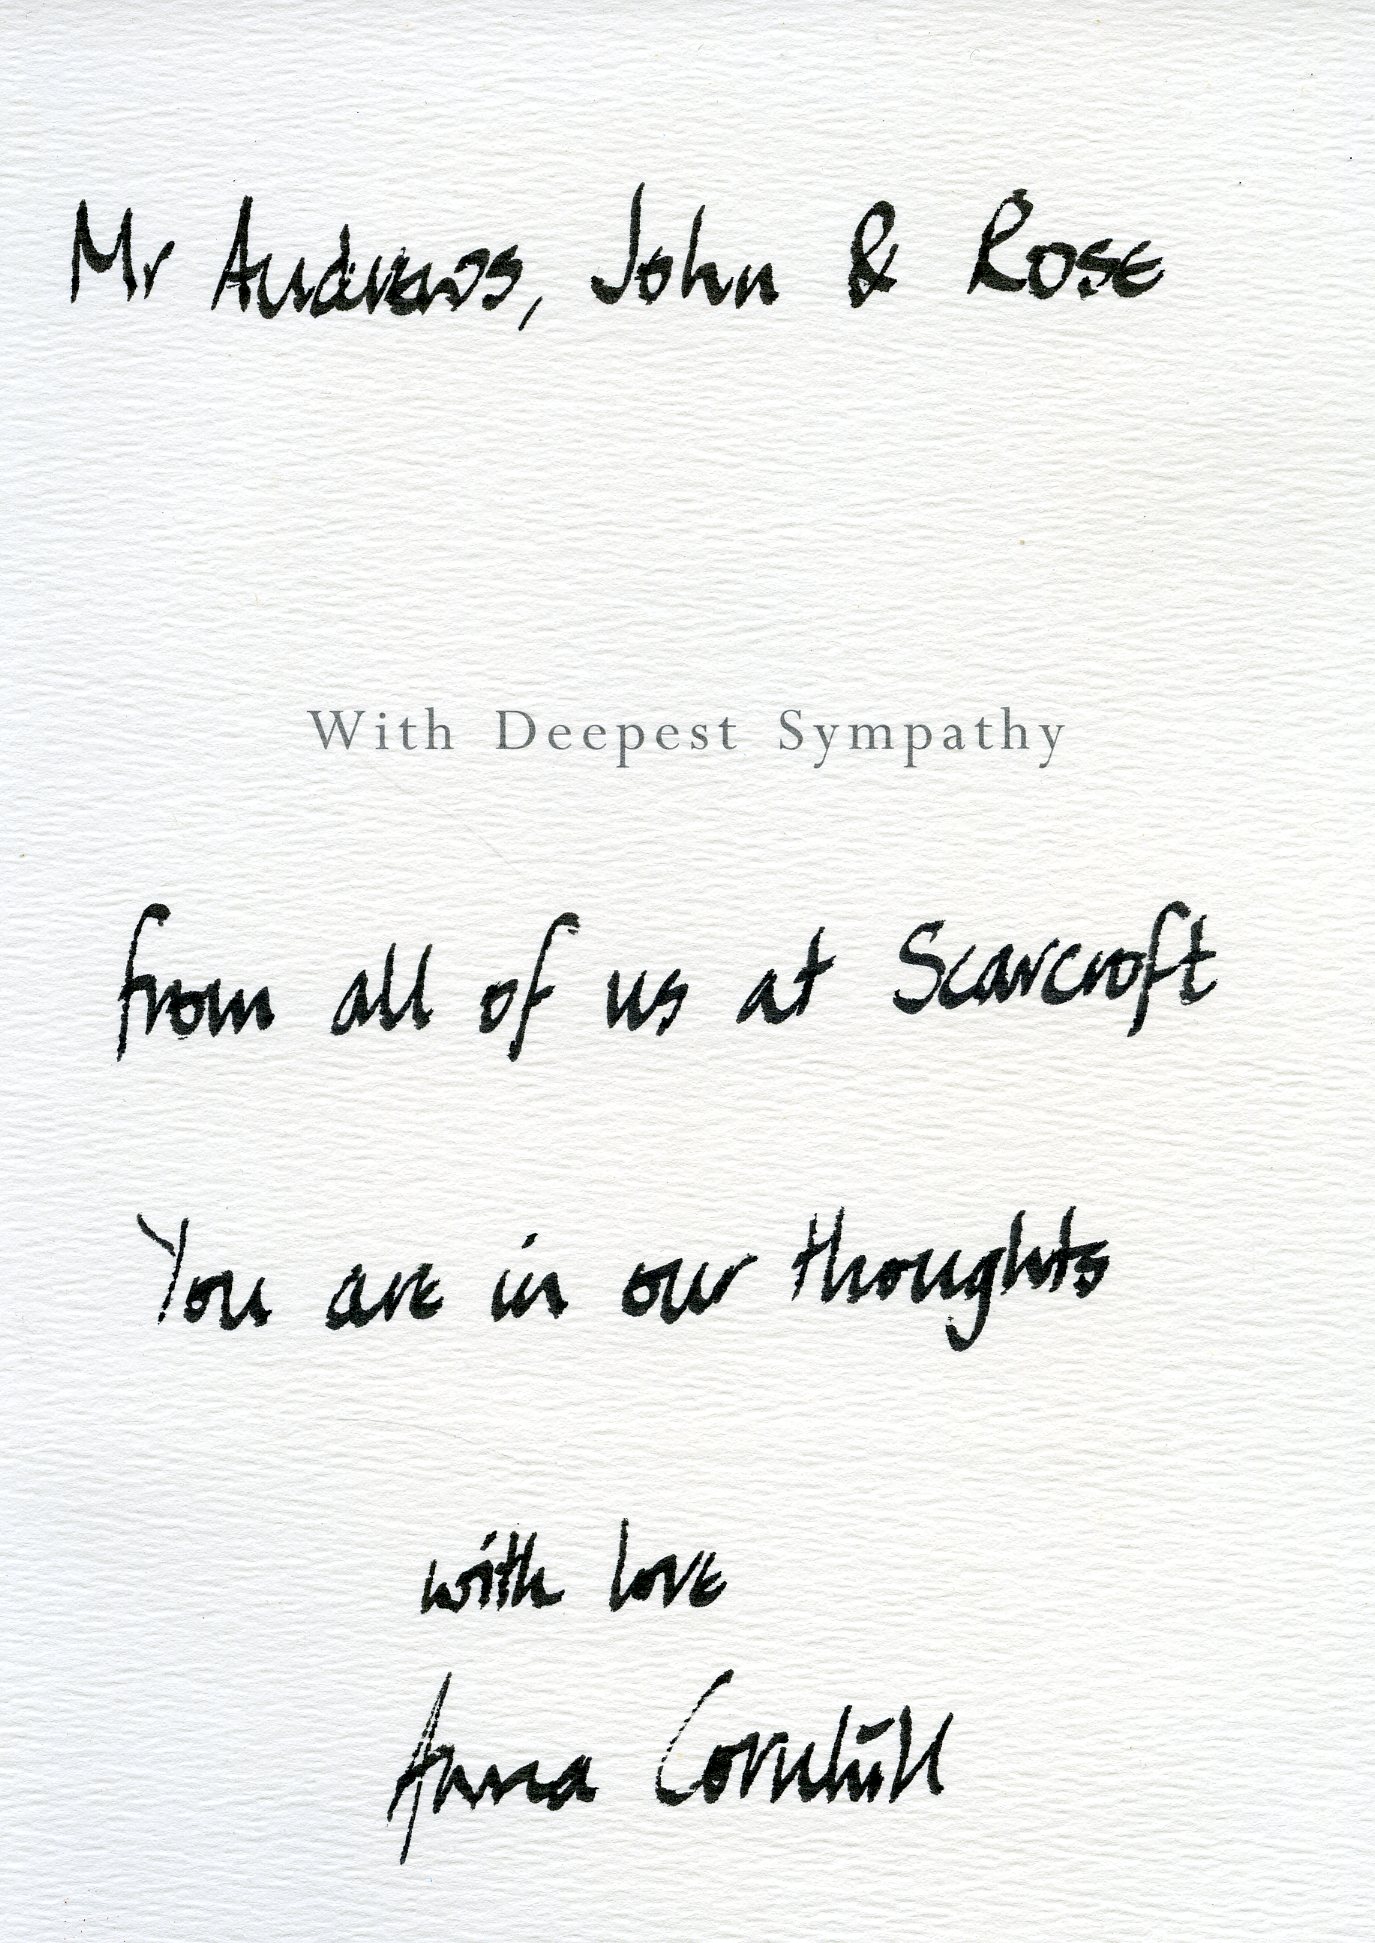 Mr Andrews, John & Rose
With Deepest Sympathy
from all of us at Scarcroft
You are in our thoughts
with love
Anna Cornhill